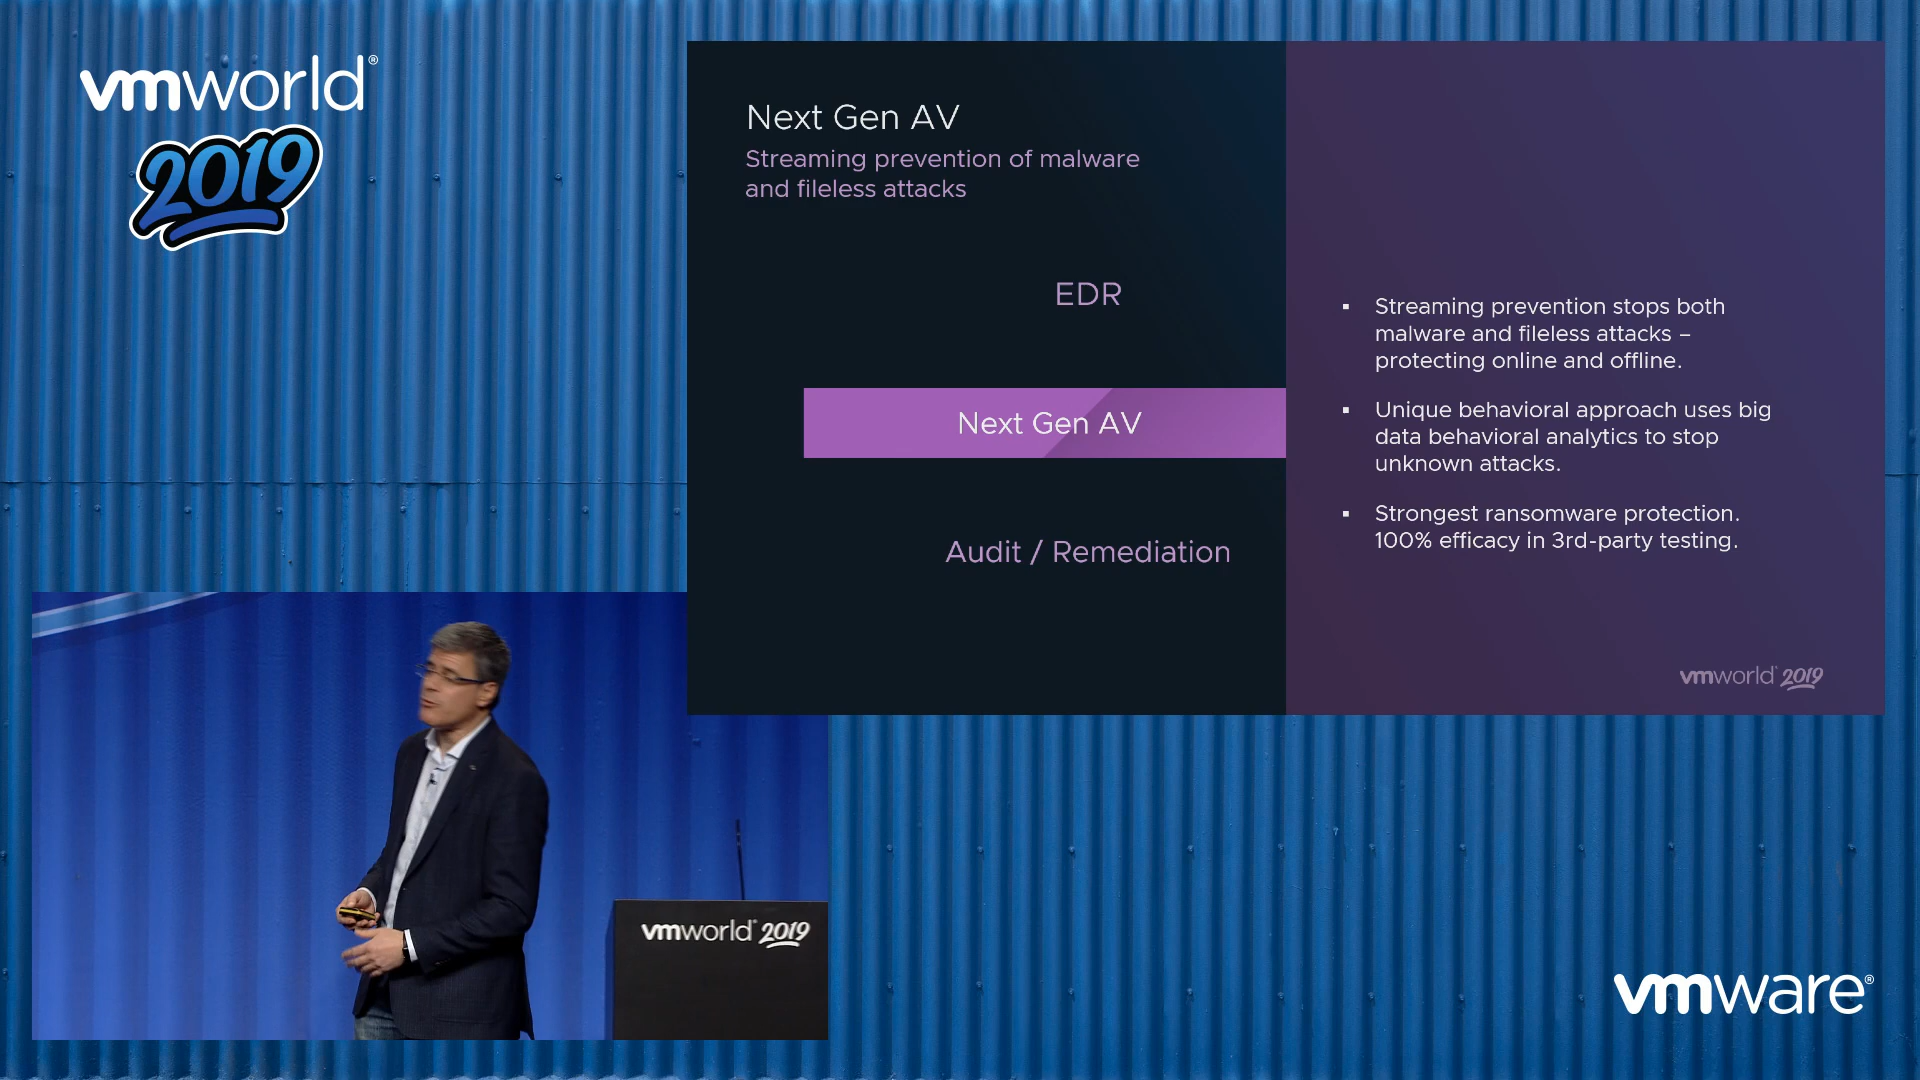 vmworld®
2019
Next Gen AV
Streaming prevention of malware
and fileless attacks
EDR
Next Gen AV
Audit / Remediation
▪ Streaming prevention stops both
malware and fileless attacks –
protecting online and offline.
▪ Unique behavioral approach uses big
data behavioral analytics to stop
unknown attacks.
▪ Strongest ransomware protection.
100% efficacy in 3rd-party testing.
vmworld® 2019
vmworld® 2019
vmware®